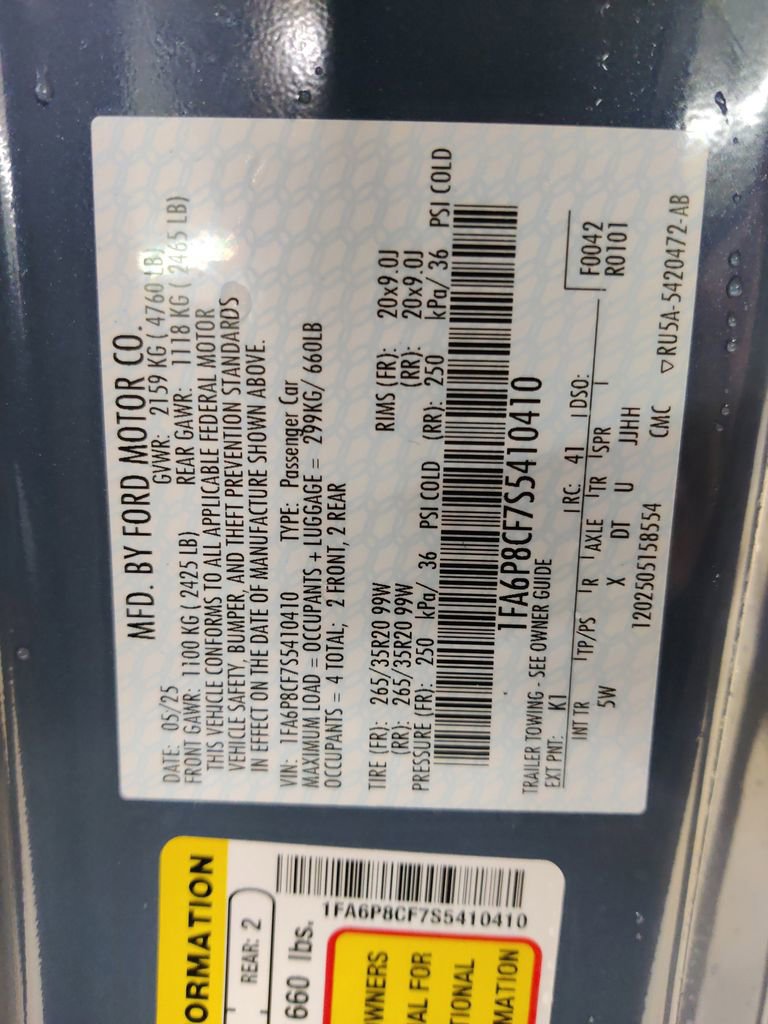 MFD. BY FORD MOTOR CO.
DATE: 05/25 GVWR: 2159 KG ( 4760 LB)
FRONT GAWR: 1100 KG ( 2425 LB) REAR GAWR: 1118 KG ( 2465 LB)
THIS VEHICLE CONFORMS TO ALL APPLICABLE FEDERAL MOTOR
VEHICLE SAFETY, BUMPER, AND THEFT PREVENTION STANDARDS
IN EFFECT ON THE DATE OF MANUFACTURE SHOWN ABOVE.
VIN: 1FA6P8CF7S5410410 TYPE: Passenger Car
MAXIMUM LOAD = OCCUPANTS + LUGGAGE = 299KG/ 660LB
OCCUPANTS = 4 TOTAL; 2 FRONT, 2 REAR
TIRE (FR): 265/35R20 99W RIMS (FR): 20x9.0J
(RR): 265/35R20 99W (RR): 20x9.0J
PRESSURE (FR): 250 kPa/ 36 PSI COLD (RR): 250 kPa/ 36 PSI COLD
1FA6P8CF7S5410410
TRAILER TOWING - SEE OWNER GUIDE
EXT PNT: K1 RC: 41 DSO: F0042
R0101
INT TR TP/PS R AXLE TR SPR
5W X DT U JJHH
1202505158554 CMC ▽RU5A-5420472-AB
ORMATION
REAR: 2
660 lbs.
1FA6P8CF7S5410410
WNERS
AL FOR
TIONAL
MATION